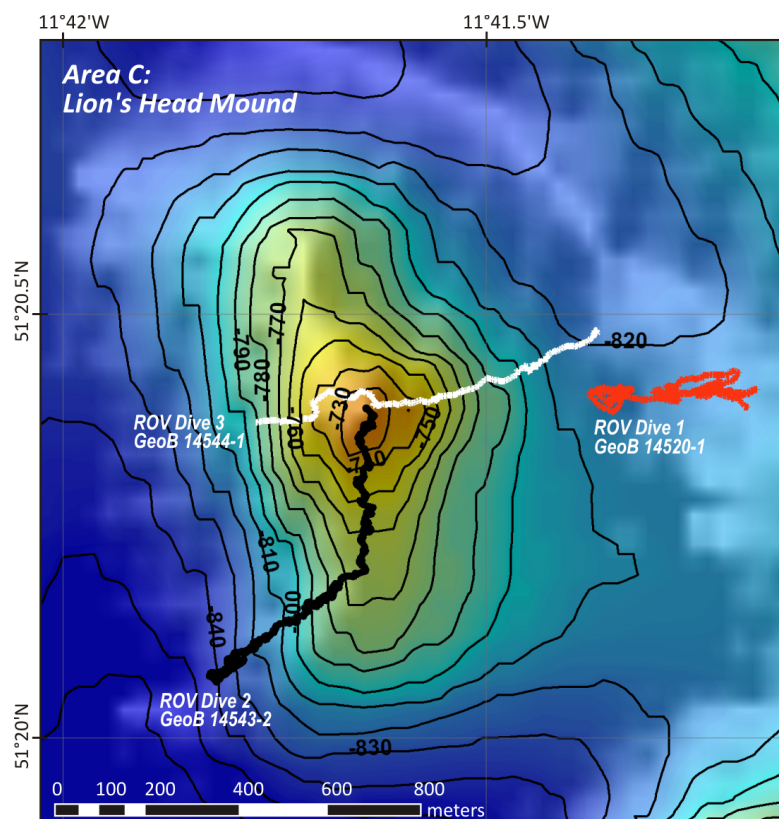 11°42'W
11°41.5'W
Area C:
Lion's Head Mound
51°20.5'N
-770
-790
-780
-820
-730
-750
-760
ROV Dive 3
GeoB 14544-1
ROV Dive 1
GeoB 14520-1
-810
-800
-840
ROV Dive 2
GeoB 14543-2
51°20'N
-830
0 100 200 400 600 800
meters